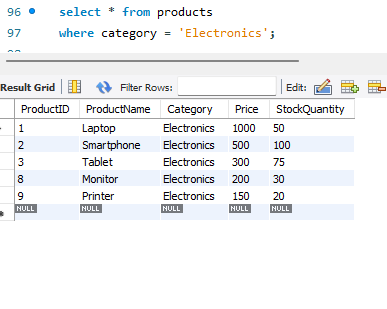 96 select * from products
97 where category = 'Electronics';
Result Grid Filter Rows: Edit:
ProductID ProductName Category Price StockQuantity
1 Laptop Electronics 1000 50
2 Smartphone Electronics 500 100
3 Tablet Electronics 300 75
8 Monitor Electronics 200 30
9 Printer Electronics 150 20
NULL NULL NULL NULL NULL